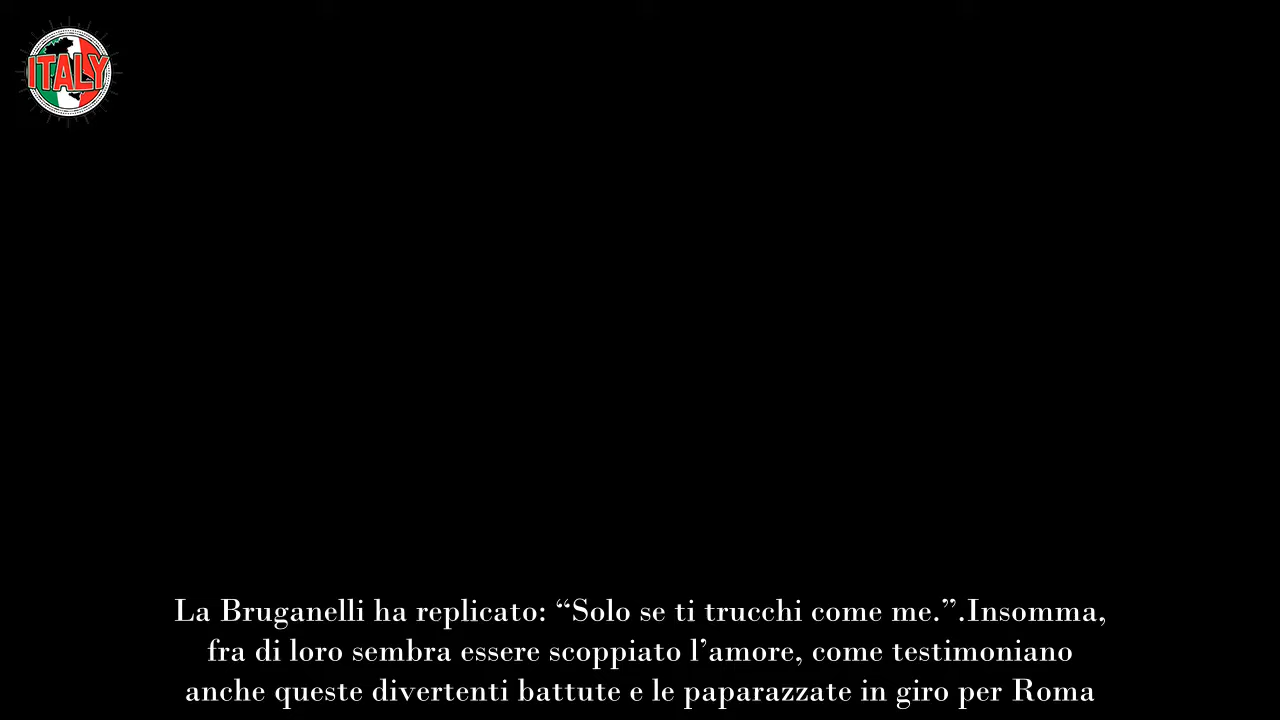 ITALY
La Bruganelli ha replicato: “Solo se ti trucchi come me.”.Insomma,
fra di loro sembra essere scoppiato l’amore, come testimoniano
anche queste divertenti battute e le paparazzate in giro per Roma